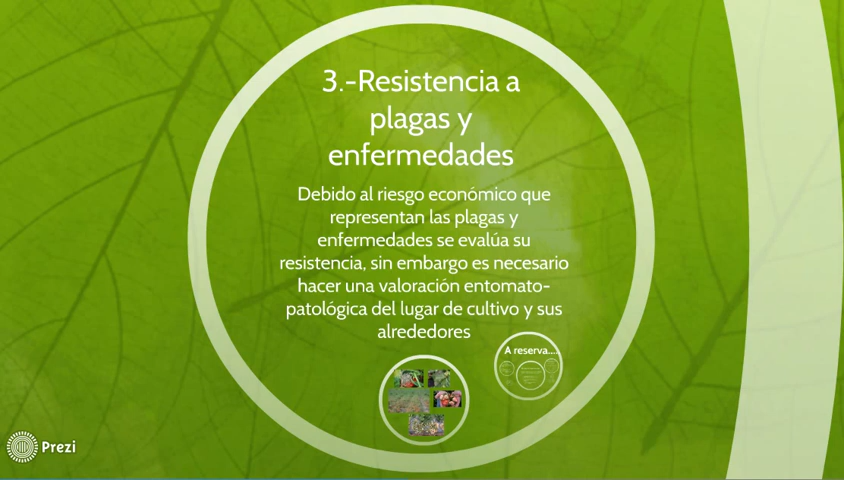 3.-Resistencia a
plagas y
enfermedades
Debido al riesgo económico que
representan las plagas y
enfermedades se evalúa su
resistencia, sin embargo es necesario
hacer una valoración entomato-
patológica del lugar de cultivo y sus
alrededores
A reserva....
Prezi